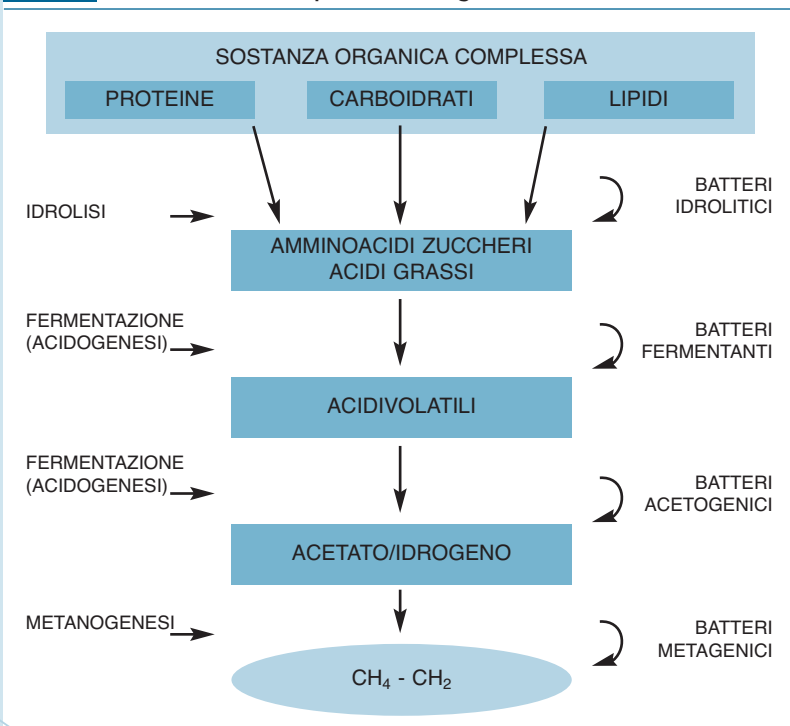 SOSTANZA ORGANICA COMPLESSA
PROTEINE
CARBOIDRATI
LIPIDI
IDROLISI
BATTERI
IDROLITICI
AMMINOACIDI ZUCCHERI
ACIDI GRASSI
FERMENTAZIONE
(ACIDOGENESI)
BATTERI
FERMENTANTI
ACIDIVOLATILI
FERMENTAZIONE
(ACIDOGENESI)
BATTERI
ACETOGENICI
ACETATO/IDROGENO
METANOGENESI
BATTERI
METAGENICI
CH₄ - CH₂